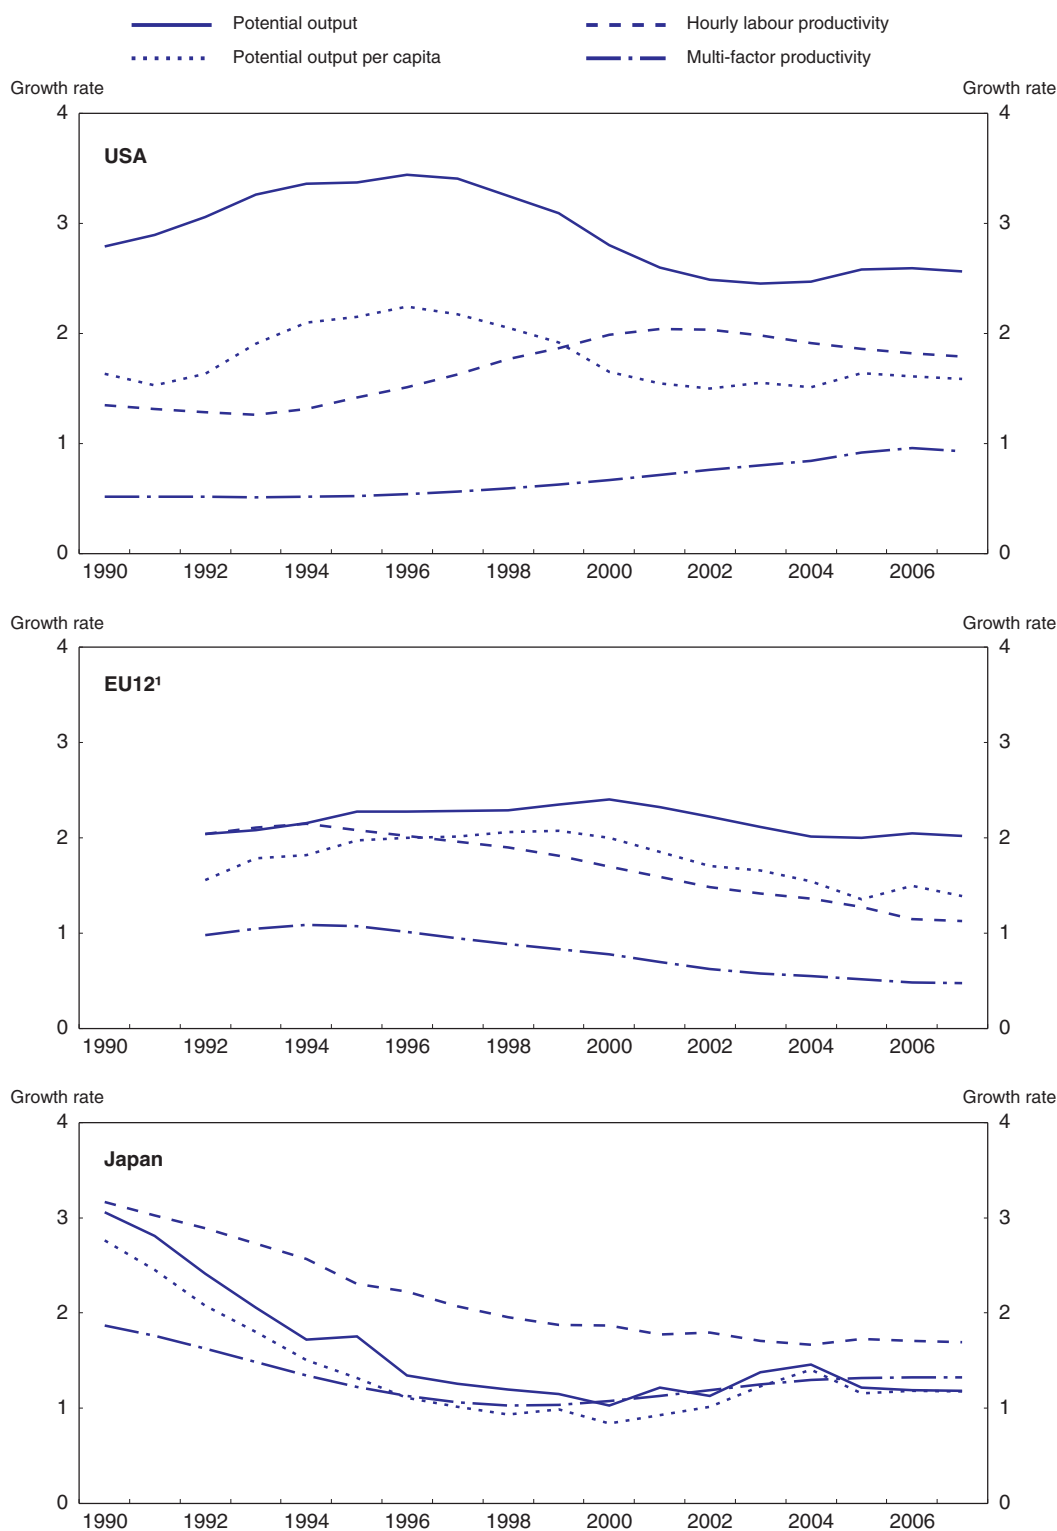 Potential output Hourly labour productivity
Potential output per capita Multi-factor productivity
Growth rate Growth rate
4 4
USA
3 3
2 2
1 1
0 0
1990 1992 1994 1996 1998 2000 2002 2004 2006
Growth rate Growth rate
4 4
EU12¹
3 3
2 2
1 1
0 0
1990 1992 1994 1996 1998 2000 2002 2004 2006
Growth rate Growth rate
4 4
Japan
3 3
2 2
1 1
0 0
1990 1992 1994 1996 1998 2000 2002 2004 2006